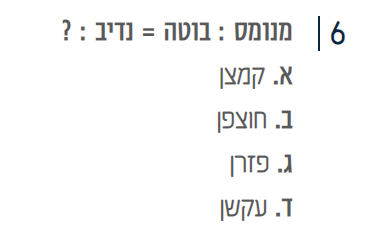 6 מנומס : בוטה = נדיב : ?
א. קמצן
ב. חוצפן
ג. פזרן
ד. עקשן